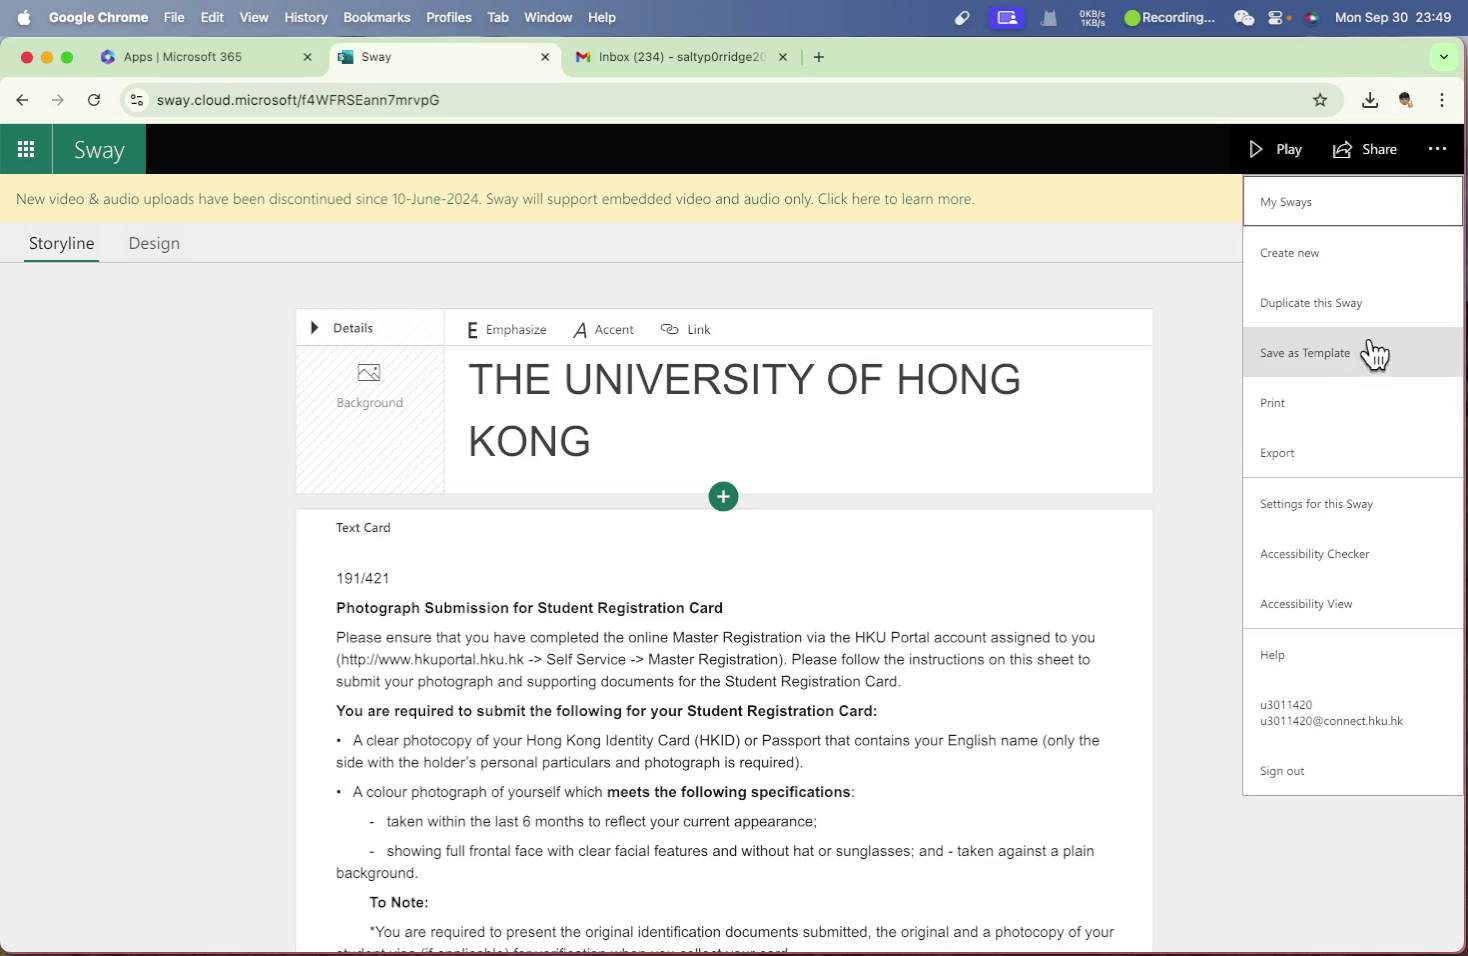 Google Chrome File Edit View History Bookmarks Profiles Tab Window Help 0KB/s 1KB/s Recording... Mon Sep 30 23:49
Apps | Microsoft 365 Sway Inbox (234) - saltyp0rridge20
sway.cloud.microsoft/f4WFRSEann7mrvpG
Sway Play Share
New video & audio uploads have been discontinued since 10-June-2024. Sway will support embedded video and audio only. Click here to learn more.
My Sways
Storyline Design
Create new
Duplicate this Sway
Save as Template
Print
Export
Settings for this Sway
Accessibility Checker
Accessibility View
Help
u3011420
u3011420@connect.hku.hk
Sign out
Details E Emphasize A Accent Link
Background
THE UNIVERSITY OF HONG
KONG
Text Card
191/421
Photograph Submission for Student Registration Card
Please ensure that you have completed the online Master Registration via the HKU Portal account assigned to you
(http://www.hkuportal.hku.hk -> Self Service -> Master Registration). Please follow the instructions on this sheet to
submit your photograph and supporting documents for the Student Registration Card.
You are required to submit the following for your Student Registration Card:
• A clear photocopy of your Hong Kong Identity Card (HKID) or Passport that contains your English name (only the
side with the holder's personal particulars and photograph is required).
• A colour photograph of yourself which meets the following specifications:
- taken within the last 6 months to reflect your current appearance;
- showing full frontal face with clear facial features and without hat or sunglasses; and - taken against a plain
background.
To Note:
*You are required to present the original identification documents submitted, the original and a photocopy of your